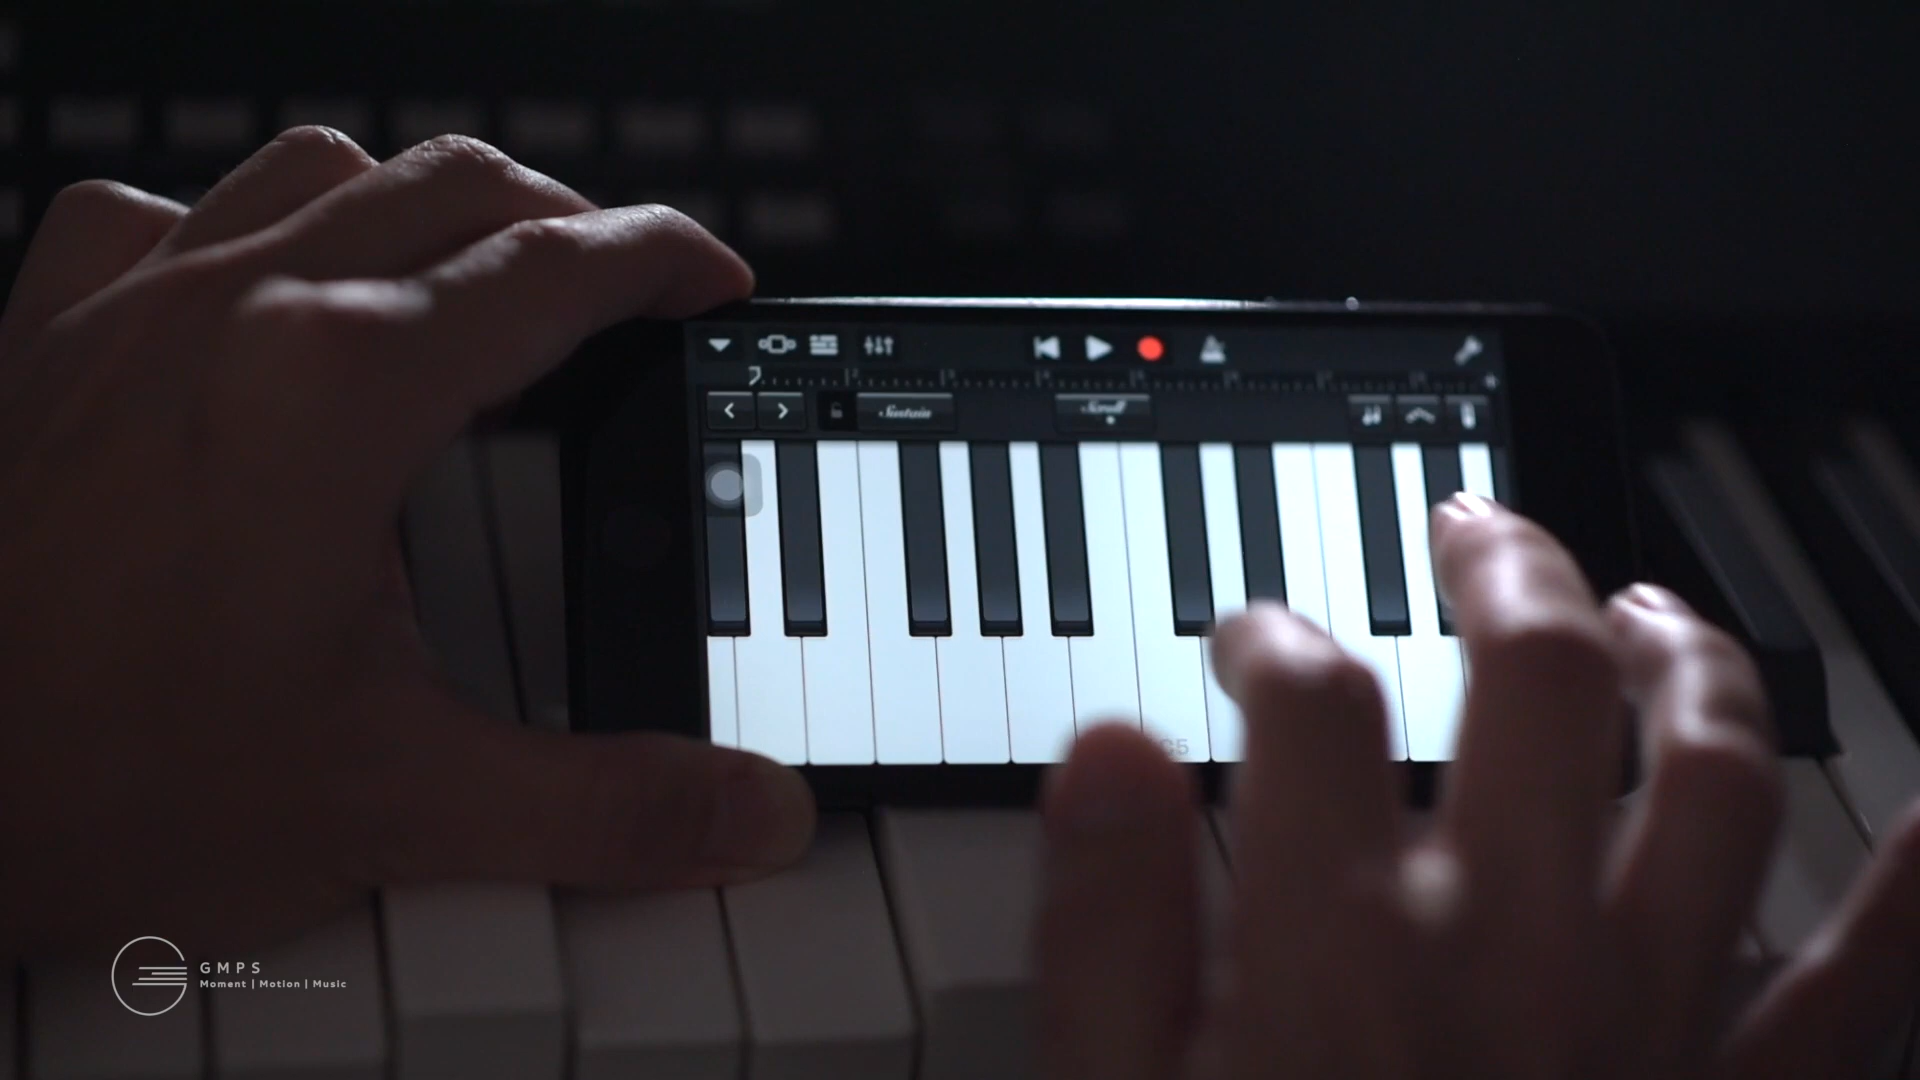 Sustain
Scroll
C5
GMPS
Moment | Motion | Music